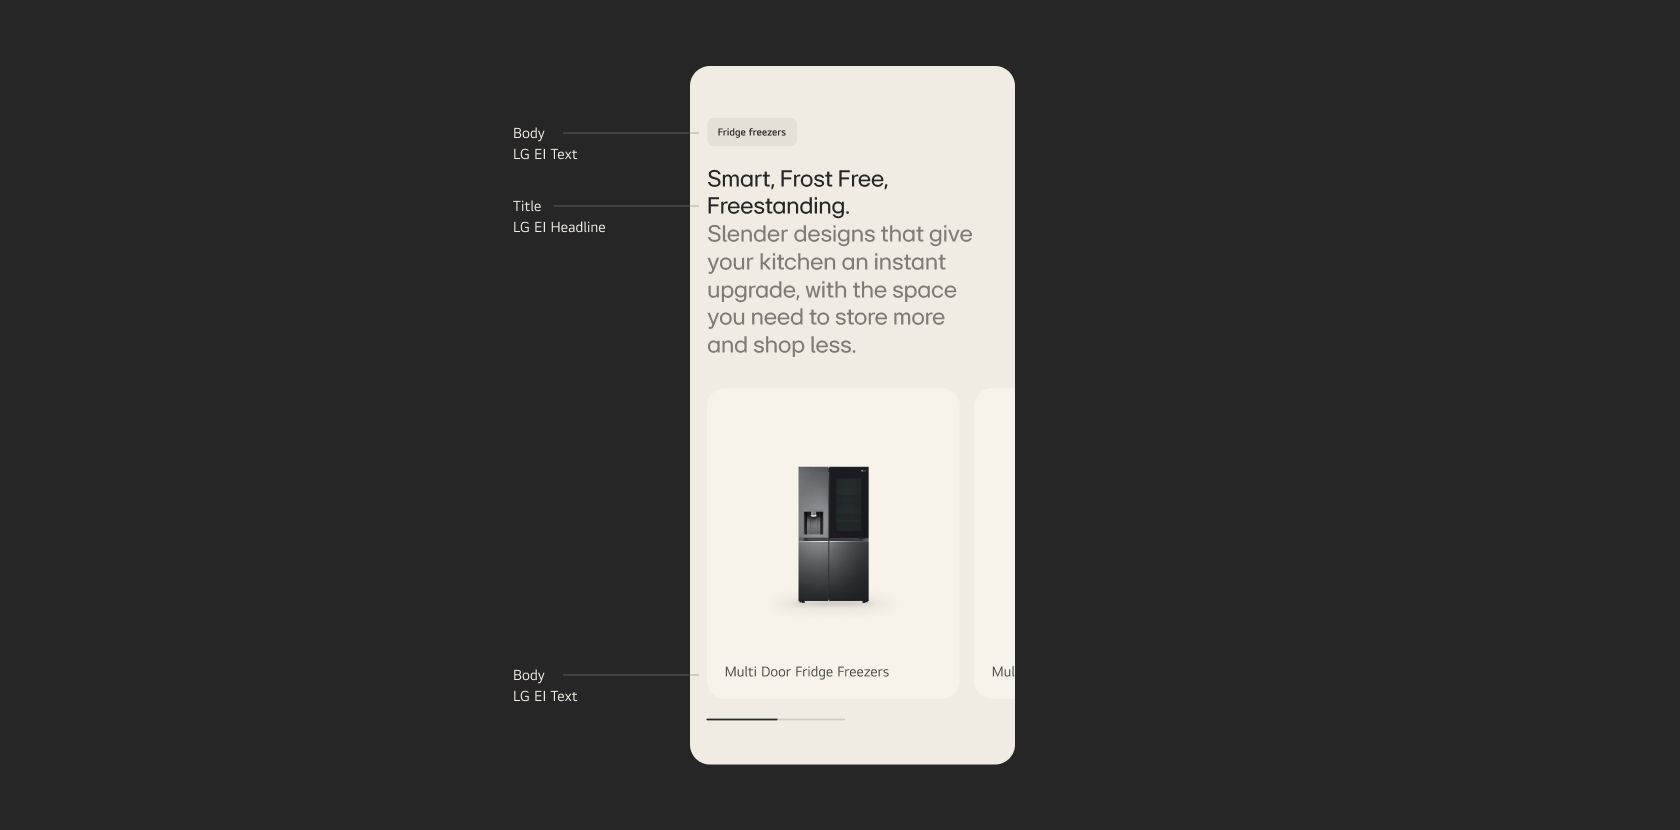 Body
LG EI Text
Title
LG EI Headline
Body
LG EI Text
Fridge freezers
Smart, Frost Free,
Freestanding.
Slender designs that give
your kitchen an instant
upgrade, with the space
you need to store more
and shop less.
Multi Door Fridge Freezers
Mul